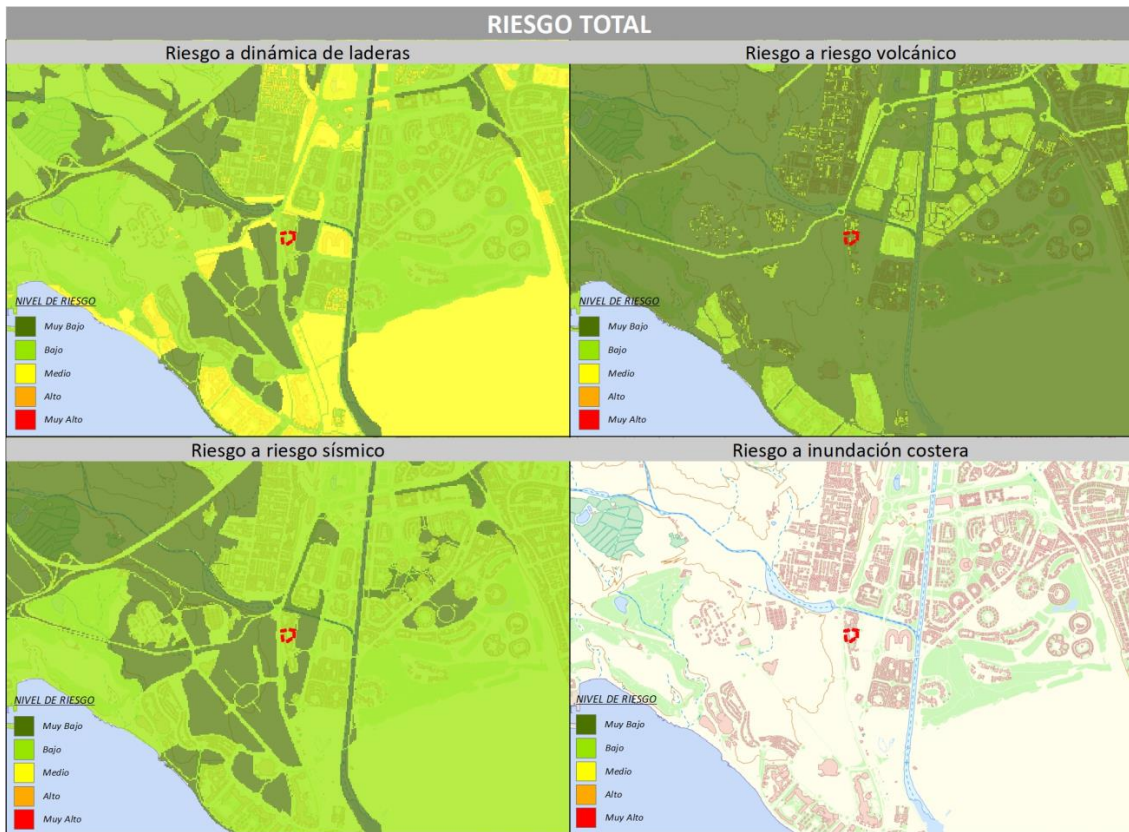 RIESGO TOTAL
Riesgo a dinámica de laderas
Riesgo a riesgo volcánico
NIVEL DE RIESGO
Muy Bajo
Bajo
Medio
Alto
Muy Alto
NIVEL DE RIESGO
Muy Bajo
Bajo
Medio
Alto
Muy Alto
Riesgo a riesgo sísmico
Riesgo a inundación costera
NIVEL DE RIESGO
Muy Bajo
Bajo
Medio
Alto
Muy Alto
NIVEL DE RIESGO
Muy Bajo
Bajo
Medio
Alto
Muy Alto